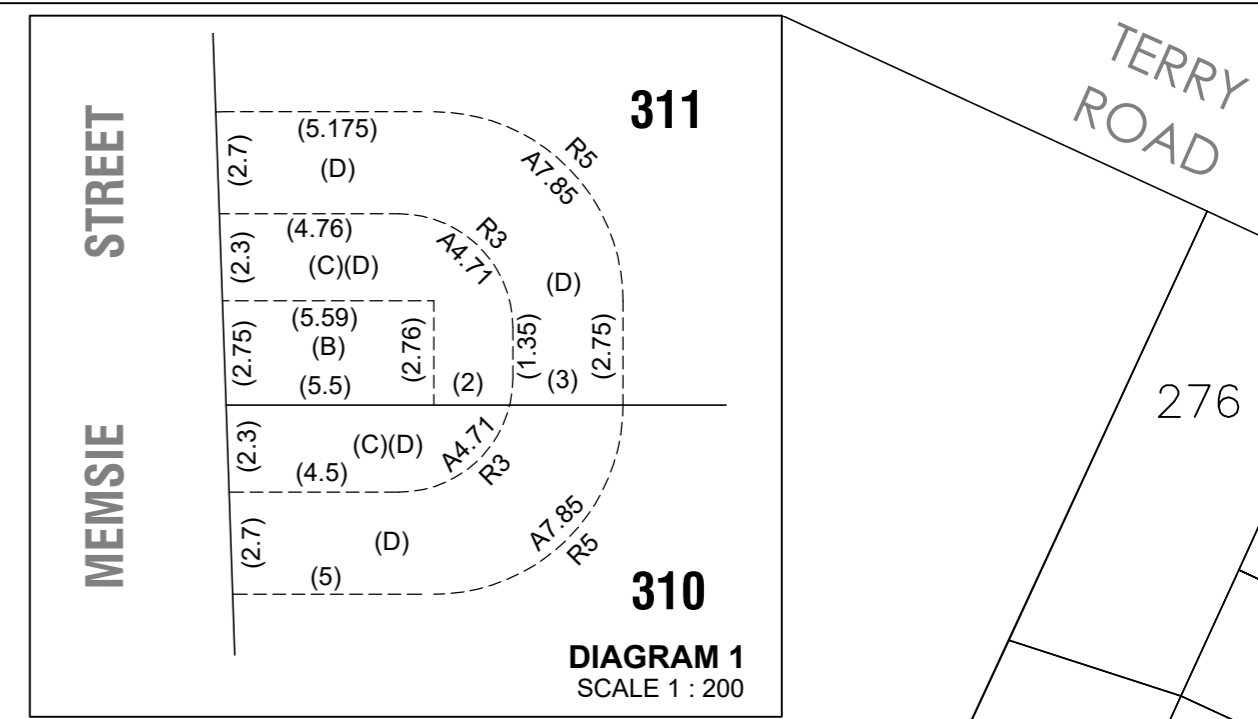 TERRY
ROAD
276
MEMSIE STREET
311
(5.175)
(2.7)
(D)
R5
A7.85
(4.76)
(2.3)
(C)(D)
R3
A4.71
(D)
(5.59)
(2.75)
(B)
(2.76)
(1.35)
(2.75)
(5.5)
(2)
(3)
(2.3)
(C)(D)
A4.71
R3
(4.5)
(2.7)
(D)
A7.85
R5
(5)
310
DIAGRAM 1
SCALE 1 : 200